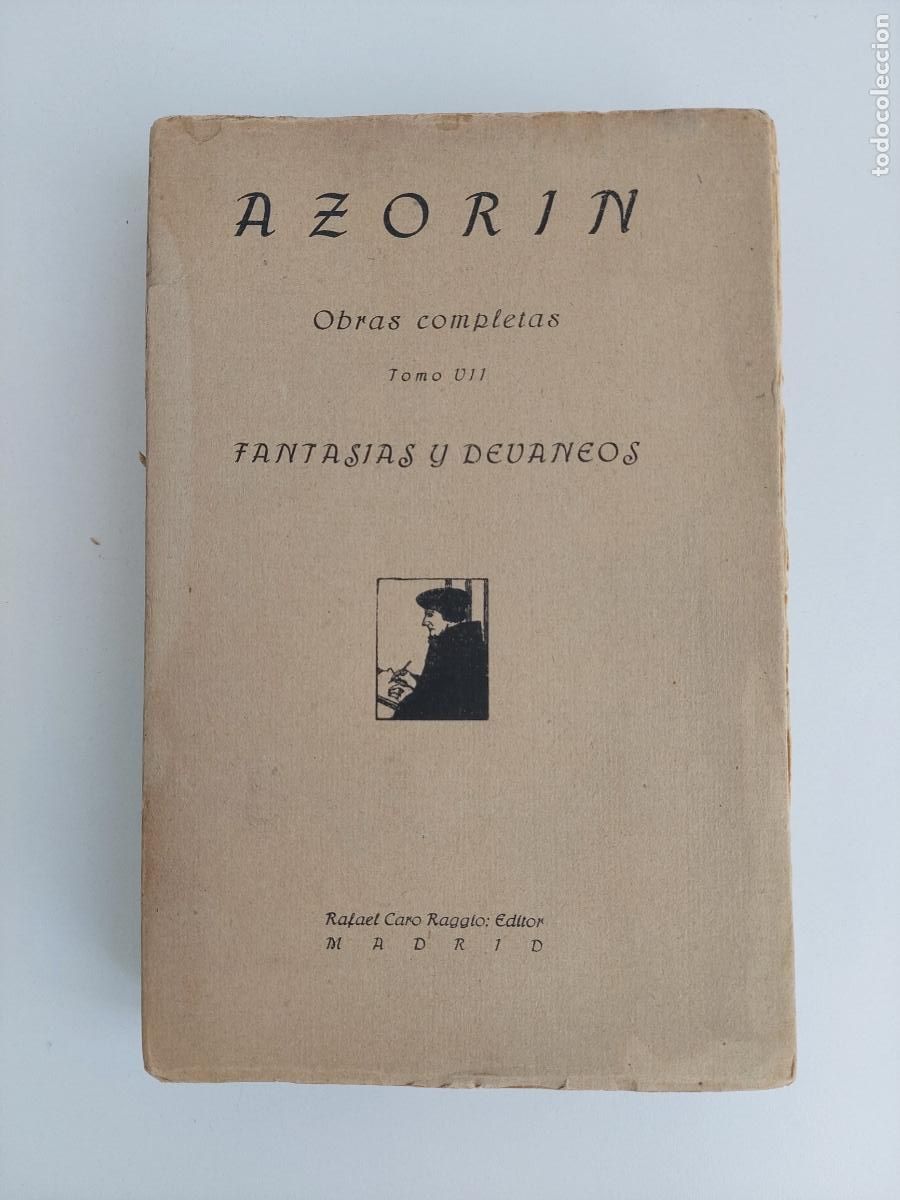 AZORIN
Obras completas
Tomo VII
FANTASIAS Y DEVANEOS
Rafael Caro Raggio: Editor
MADRID
todocoleccion